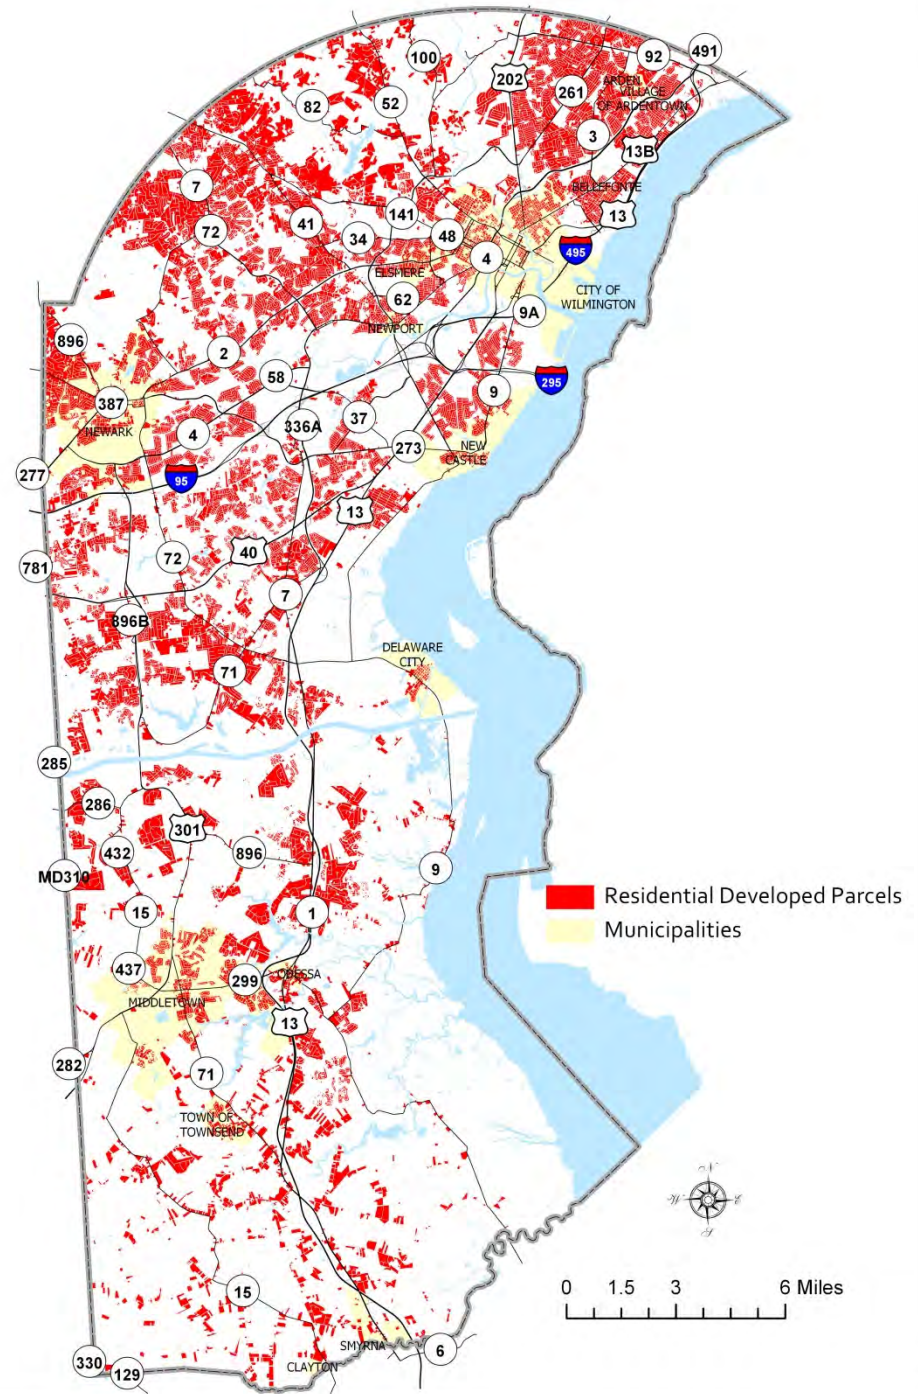 491
92
100
202
ARDEN
VILLAGE
OF ARDENTOWN
261
82
52
3
13B
7
BELLEFONTE
141
41
13
72
34
48
495
4
ELSMERE
CITY OF
WILMINGTON
62
9A
NEWPORT
896
2
58
295
9
387
37
336A
NEWARK
4
273
NEW
CASTLE
277
95
13
40
72
781
7
896B
DELAWARE
CITY
71
285
286
301
432
896
MD310
9
Residential Developed Parcels
15
1
Municipalities
437
299
ODESSA
MIDDLETOWN
13
282
71
TOWN OF
TOWNSEND
N
W
E
S
0 1.5 3 6 Miles
15
SMYRNA
6
330
CLAYTON
129